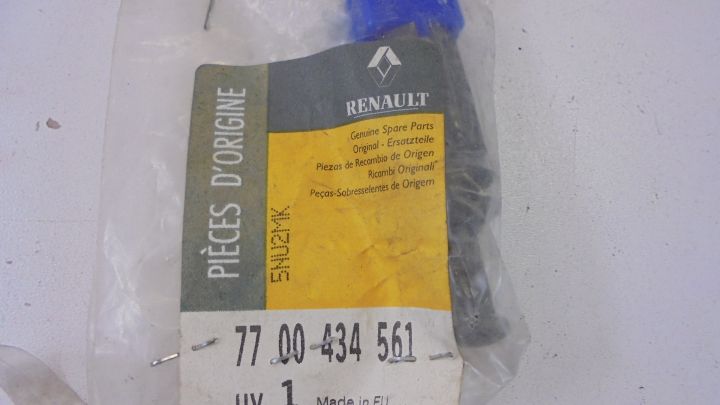 RENAULT
PIÈCES D'ORIGINE
Genuine Spare Parts
Original - Ersatzteile
Piezas de Recambio de Origen
Ricambi Originali
Peças-Sobresselentes de Origem
5NU2MK
77 00 434 561
UV 1 Made in EU